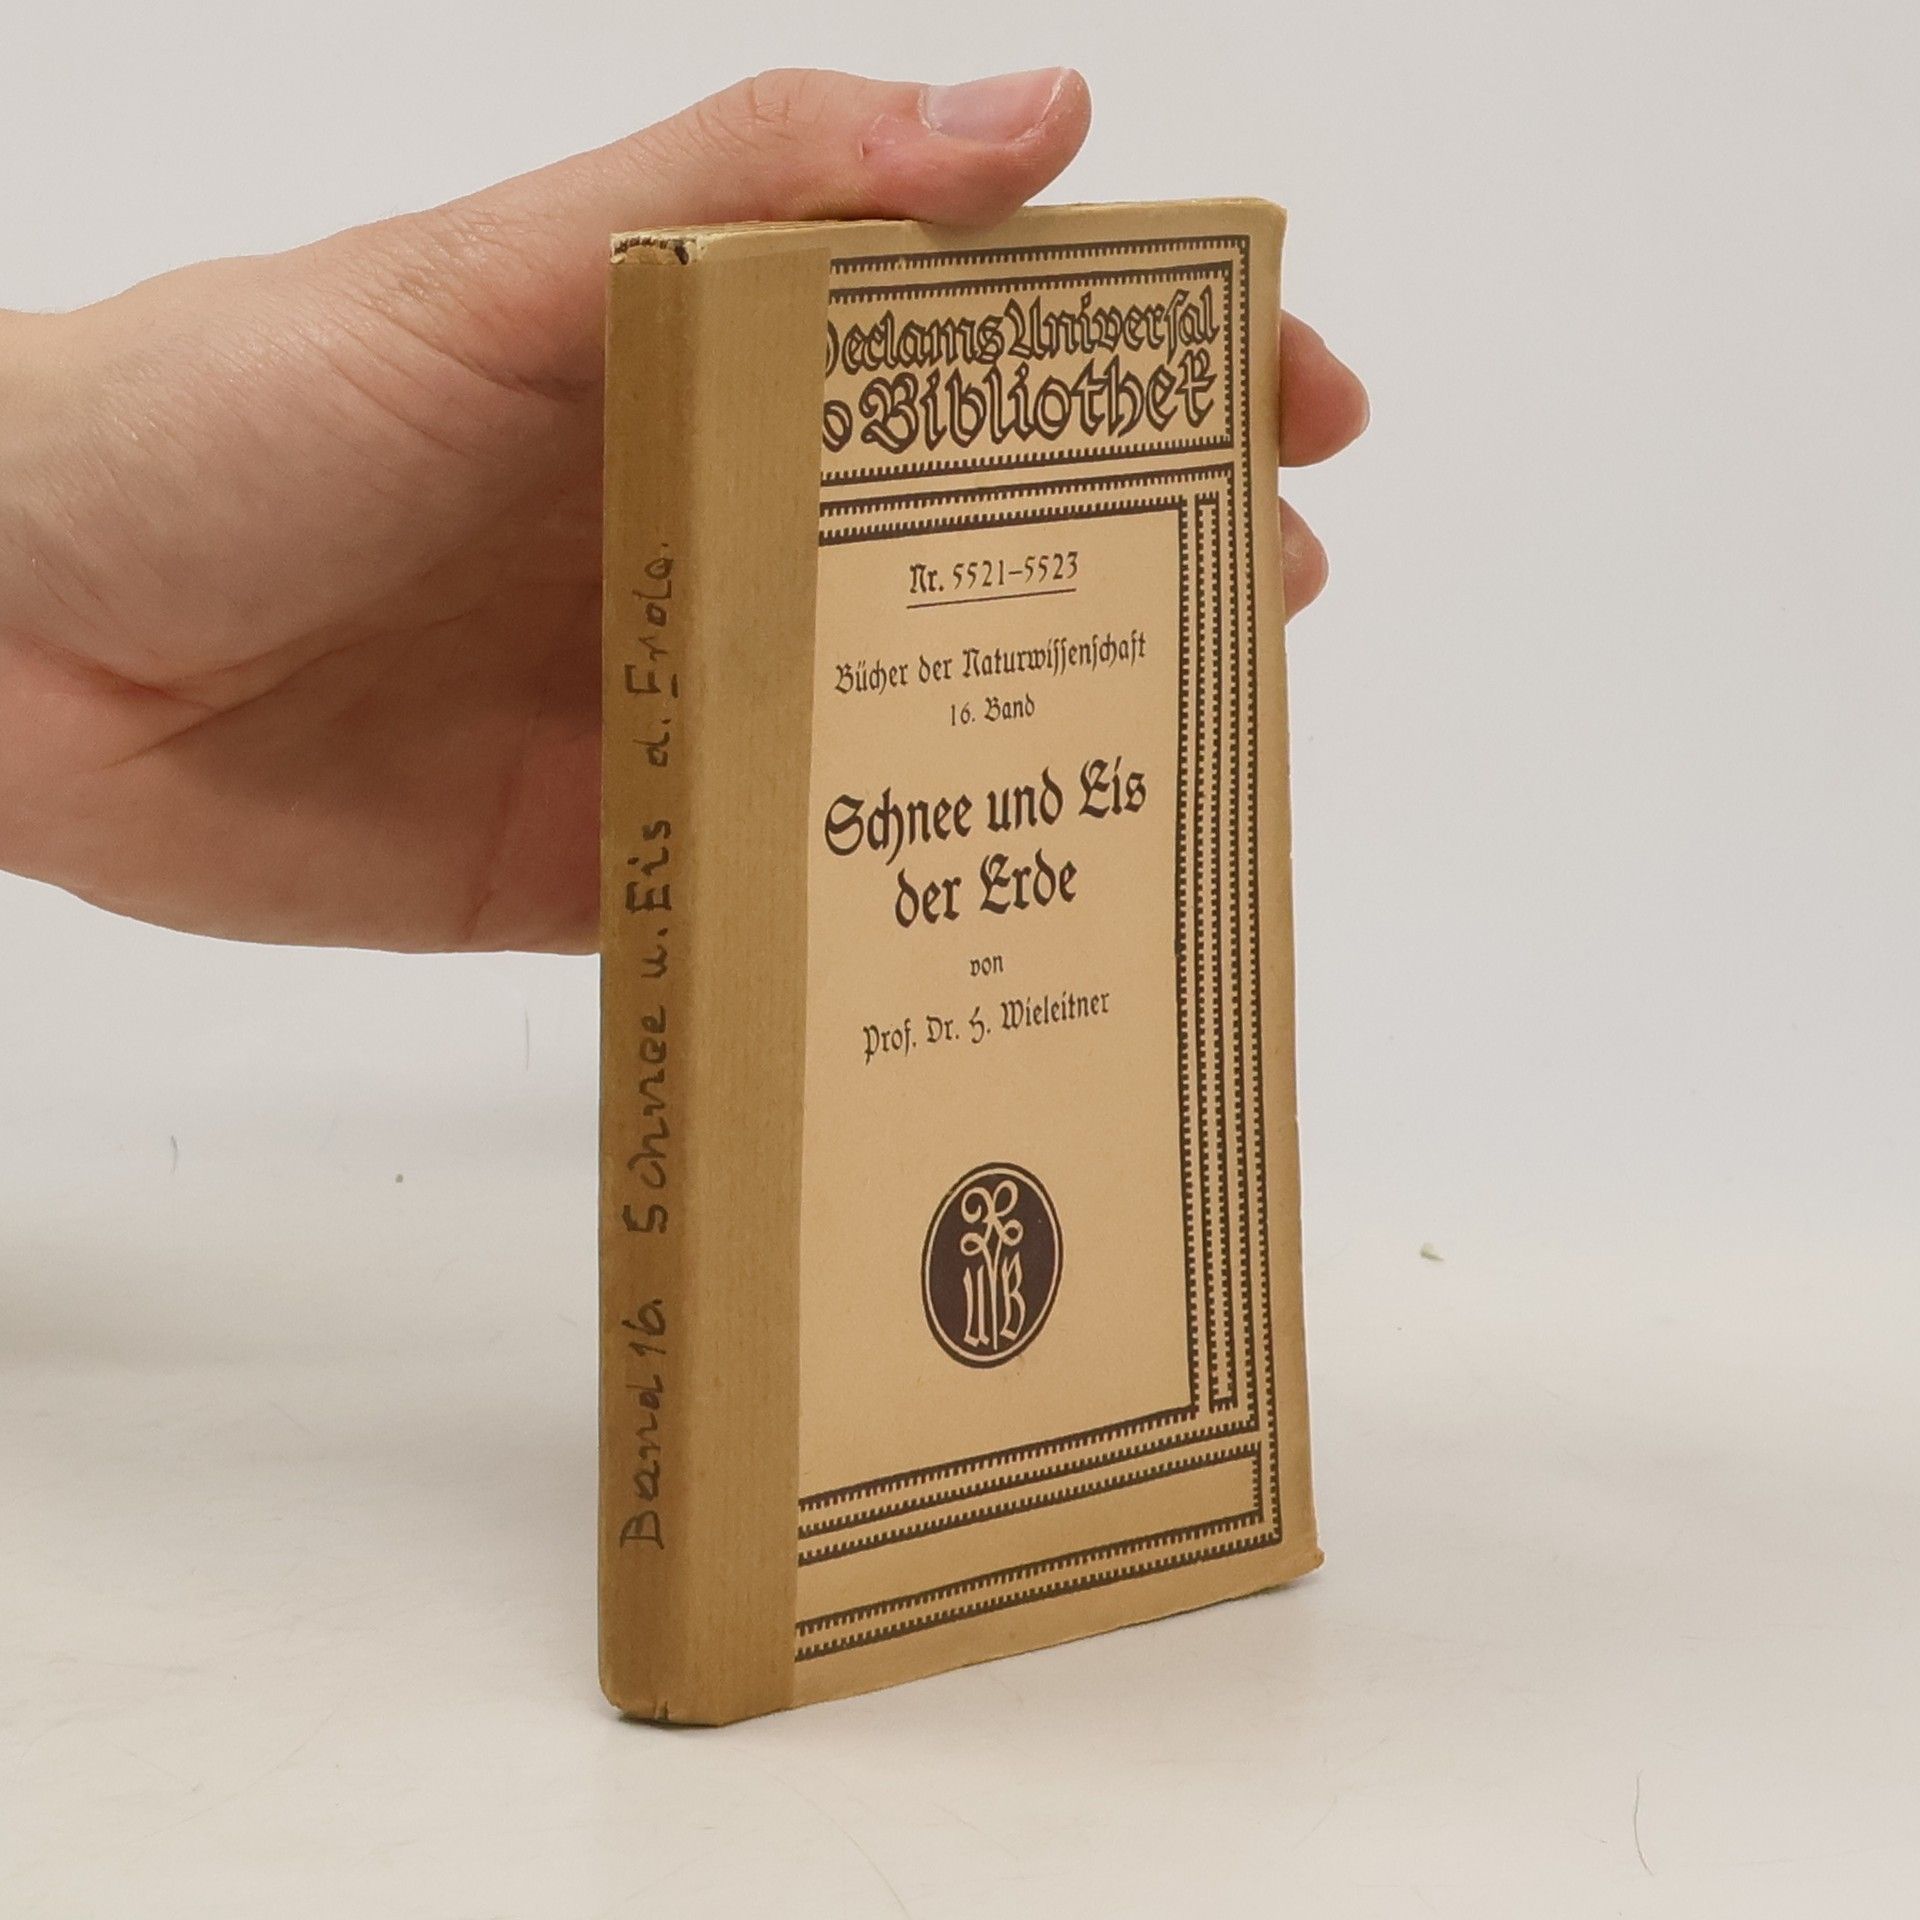 Band 16. Schnee u. Eis d. Erde.
Reclams Universal
Bibliothek
Nr. 5521–5523
Bücher der Naturwissenschaft
16. Band
Schnee und Eis
der Erde
von
Prof. Dr. H. Wieleitner
R
U B